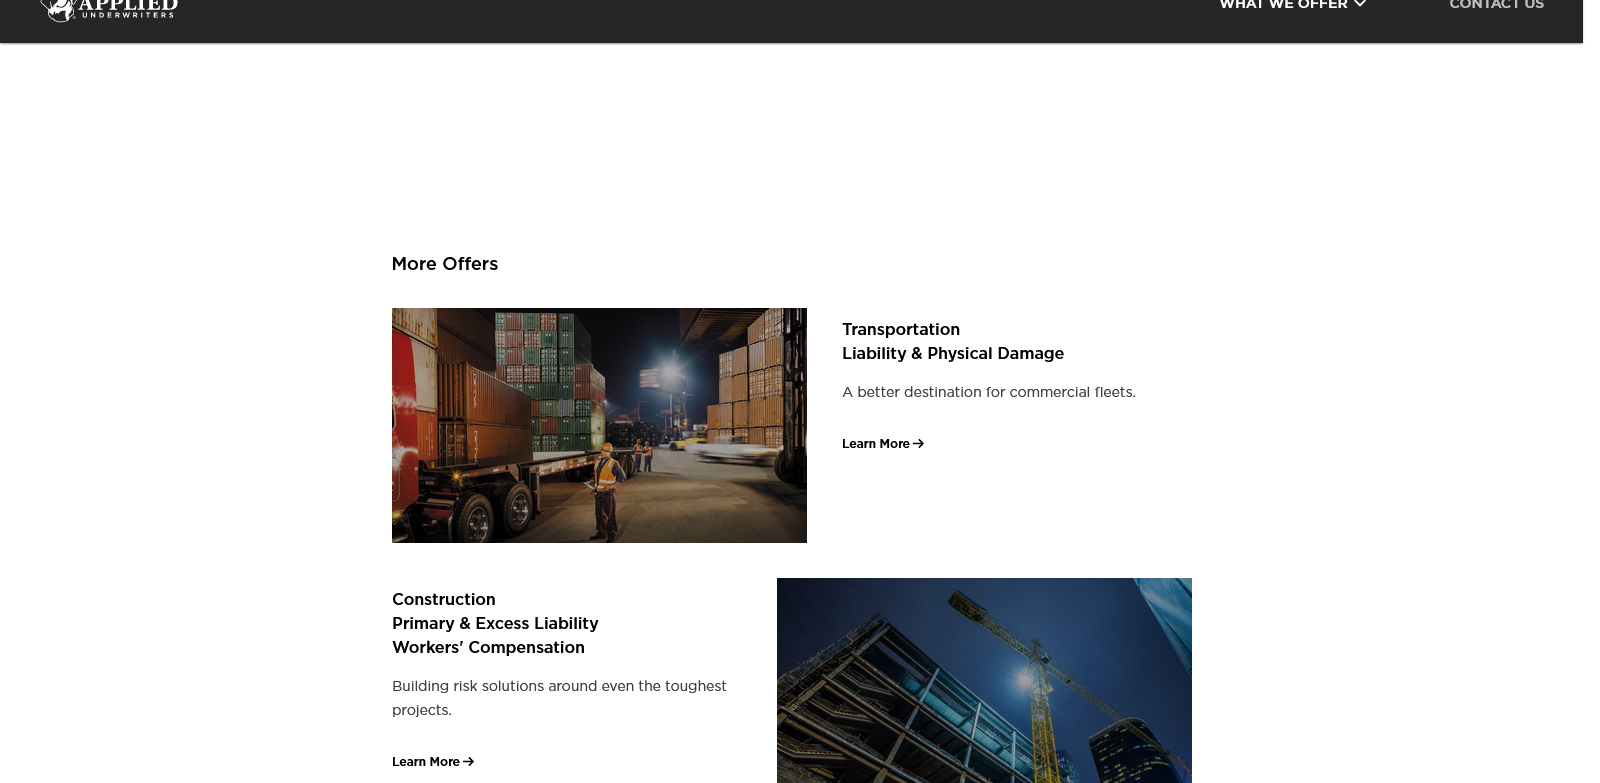 APPLIED
UNDERWRITERS
WHAT WE OFFER
CONTACT US
More Offers
Transportation
Liability & Physical Damage
A better destination for commercial fleets.
Learn More
Construction
Primary & Excess Liability
Workers' Compensation
Building risk solutions around even the toughest
projects.
Learn More